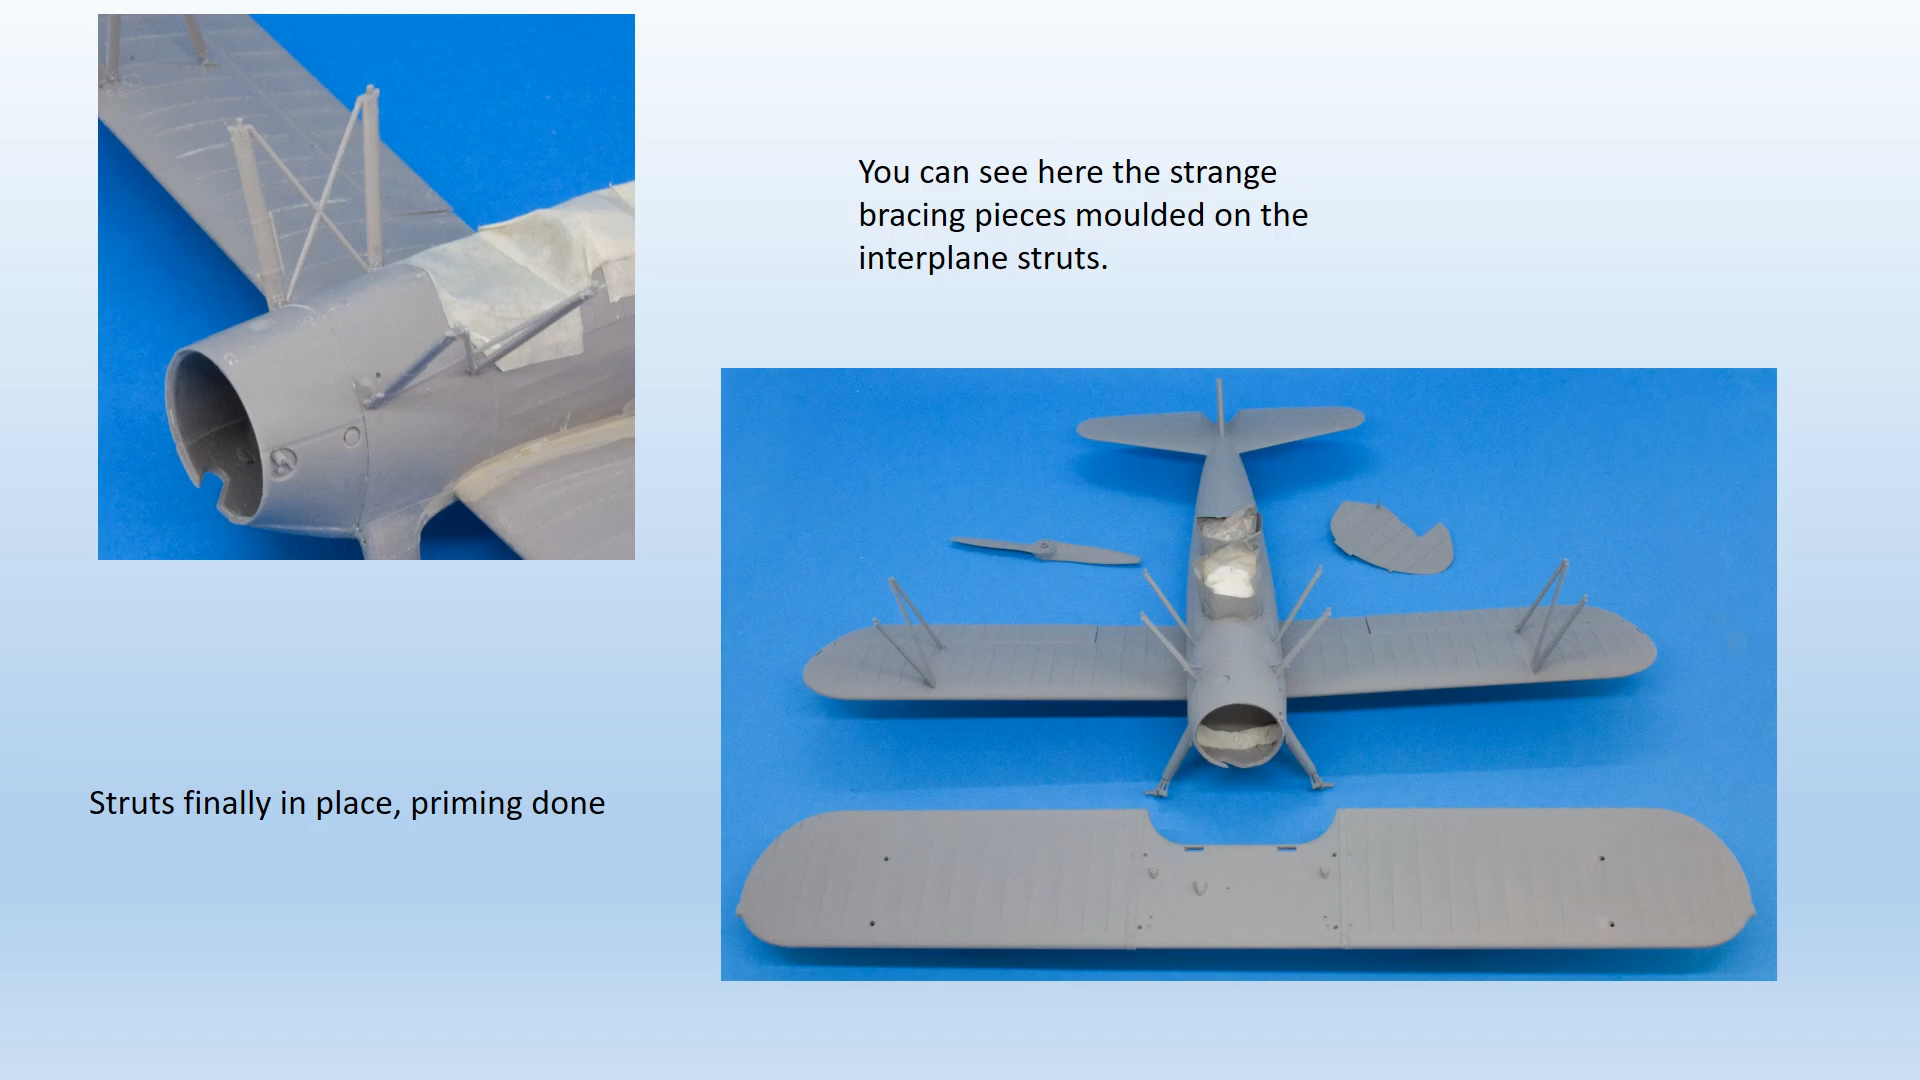 You can see here the strange
bracing pieces moulded on the
interplane struts.
Struts finally in place, priming done